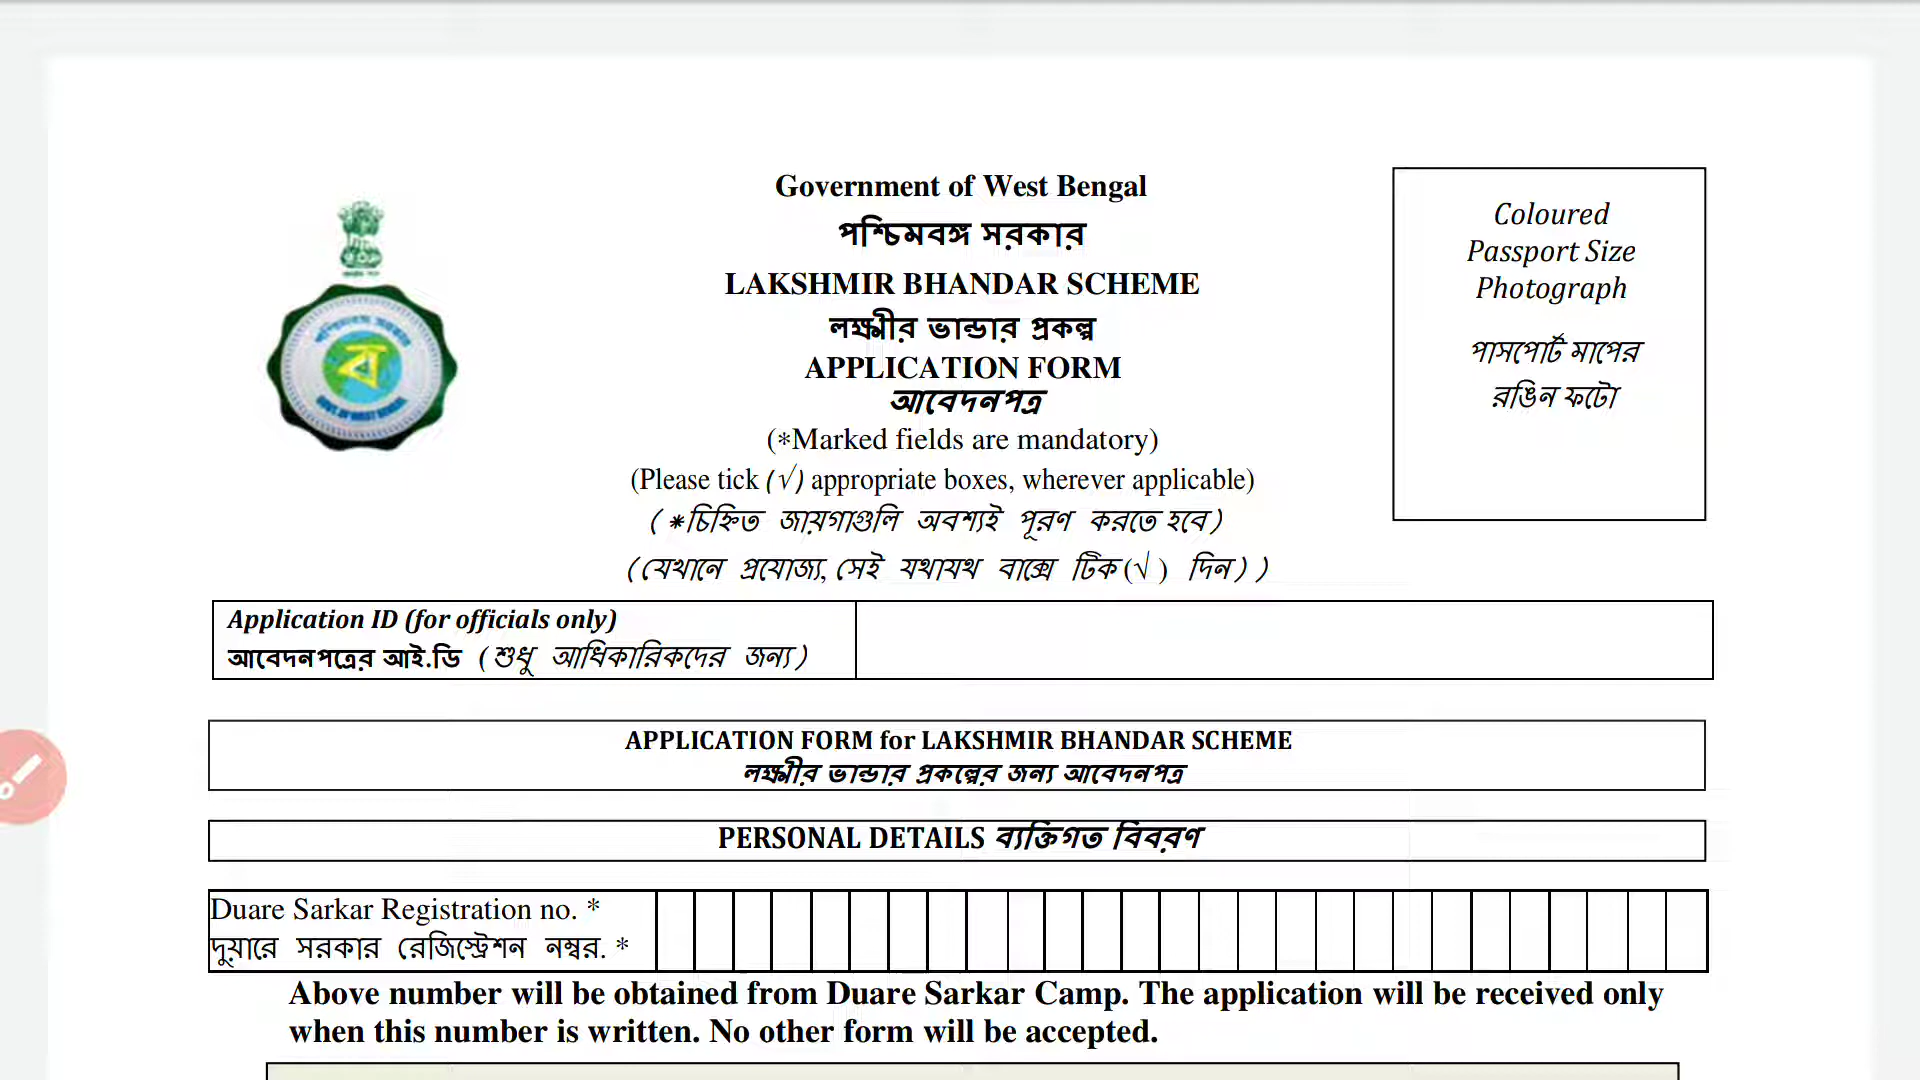 Government of West Bengal
পশ্চিমবঙ্গ সরকার
LAKSHMIR BHANDAR SCHEME
লক্ষ্মীর ভান্ডার প্রকল্প
APPLICATION FORM
আবেদনপত্র
(*Marked fields are mandatory)
(Please tick (√) appropriate boxes, wherever applicable)
(*চিহ্নিত জায়গাগুলি অবশ্যই পূরণ করতে হবে)
(যেখানে প্রযোজ্য, সেই যথাযথ বাক্সে টিক (√ ) দিন) )
Coloured
Passport Size
Photograph
পাসপোর্ট মাপের
রঙিন ফটো
Application ID (for officials only)
আবেদনপত্রের আই.ডি (শুধু আধিকারিকদের জন্য)
APPLICATION FORM for LAKSHMIR BHANDAR SCHEME
লক্ষ্মীর ভান্ডার প্রকল্পের জন্য আবেদনপত্র
PERSONAL DETAILS ব্যক্তিগত বিবরণ
Duare Sarkar Registration no. *
দুয়ারে সরকার রেজিস্ট্রেশন নম্বর. *
Above number will be obtained from Duare Sarkar Camp. The application will be received only
when this number is written. No other form will be accepted.